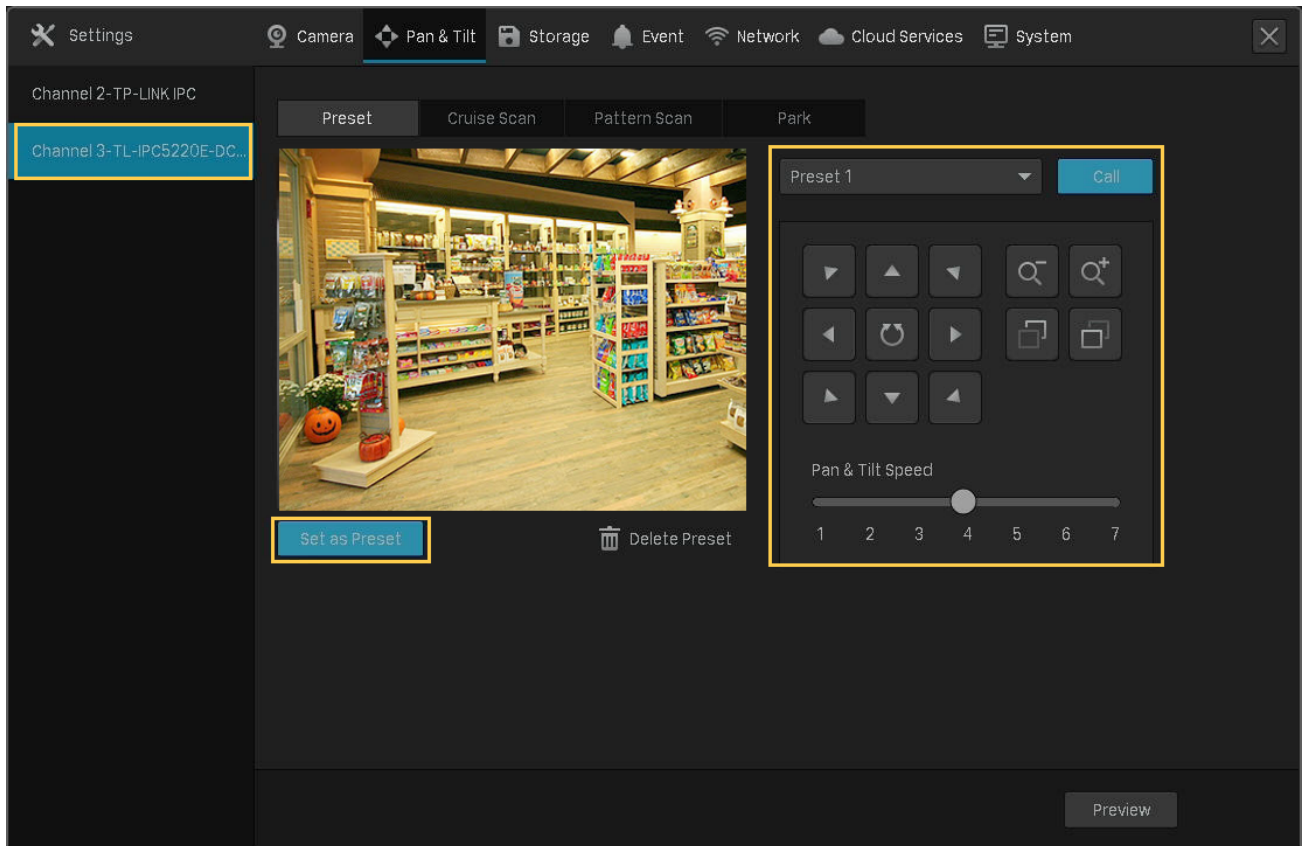 Settings Camera Pan & Tilt Storage Event Network Cloud Services System
Channel 2-TP-LINK IPC
Channel 3-TL-IPC5220E-DC...
Preset Cruise Scan Pattern Scan Park
Preset 1 Call
Pan & Tilt Speed
1 2 3 4 5 6 7
Set as Preset Delete Preset
Preview